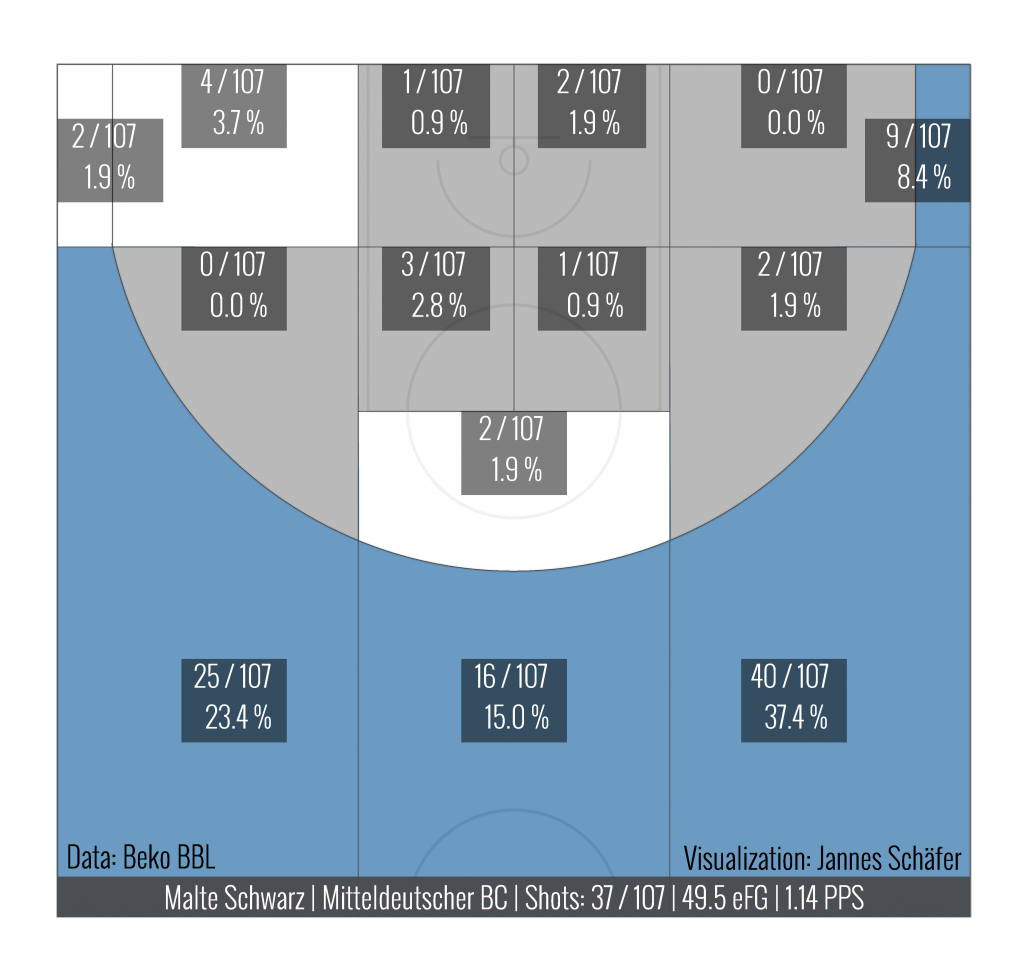 4 / 107
3.7 %
1 / 107
0.9 %
2 / 107
1.9 %
0 / 107
0.0 %
2 / 107
1.9 %
9 / 107
8.4 %
0 / 107
0.0 %
3 / 107
2.8 %
1 / 107
0.9 %
2 / 107
1.9 %
2 / 107
1.9 %
25 / 107
23.4 %
16 / 107
15.0 %
40 / 107
37.4 %
Data: Beko BBL
Visualization: Jannes Schäfer
Malte Schwarz | Mitteldeutscher BC | Shots: 37 / 107 | 49.5 eFG | 1.14 PPS